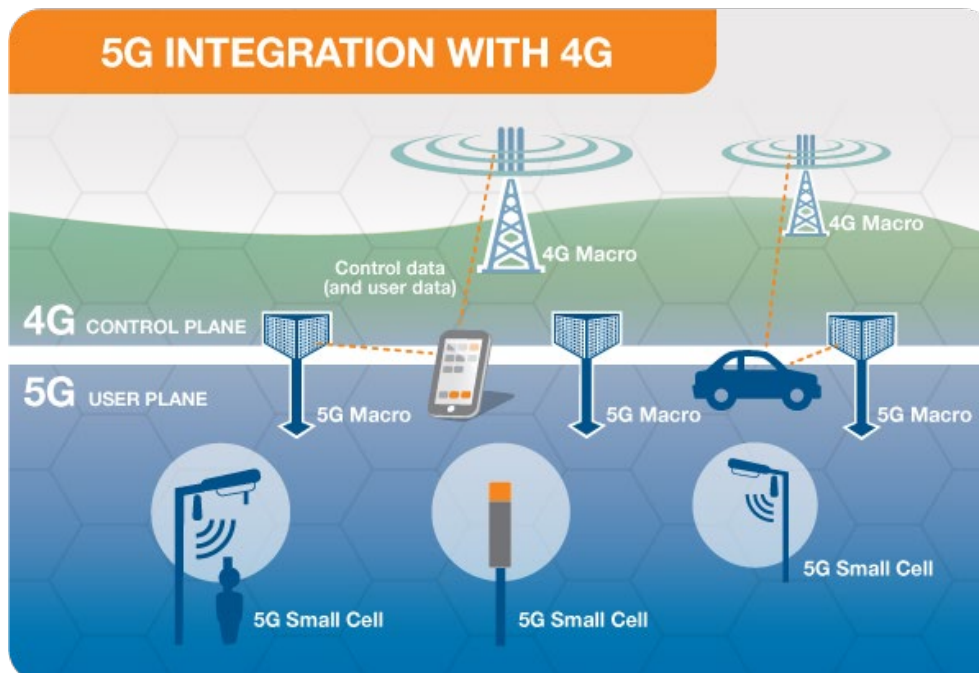 5G INTEGRATION WITH 4G
4G Macro
4G Macro
Control data
(and user data)
4G CONTROL PLANE
5G USER PLANE
5G Macro
5G Macro
5G Macro
5G Small Cell
5G Small Cell
5G Small Cell